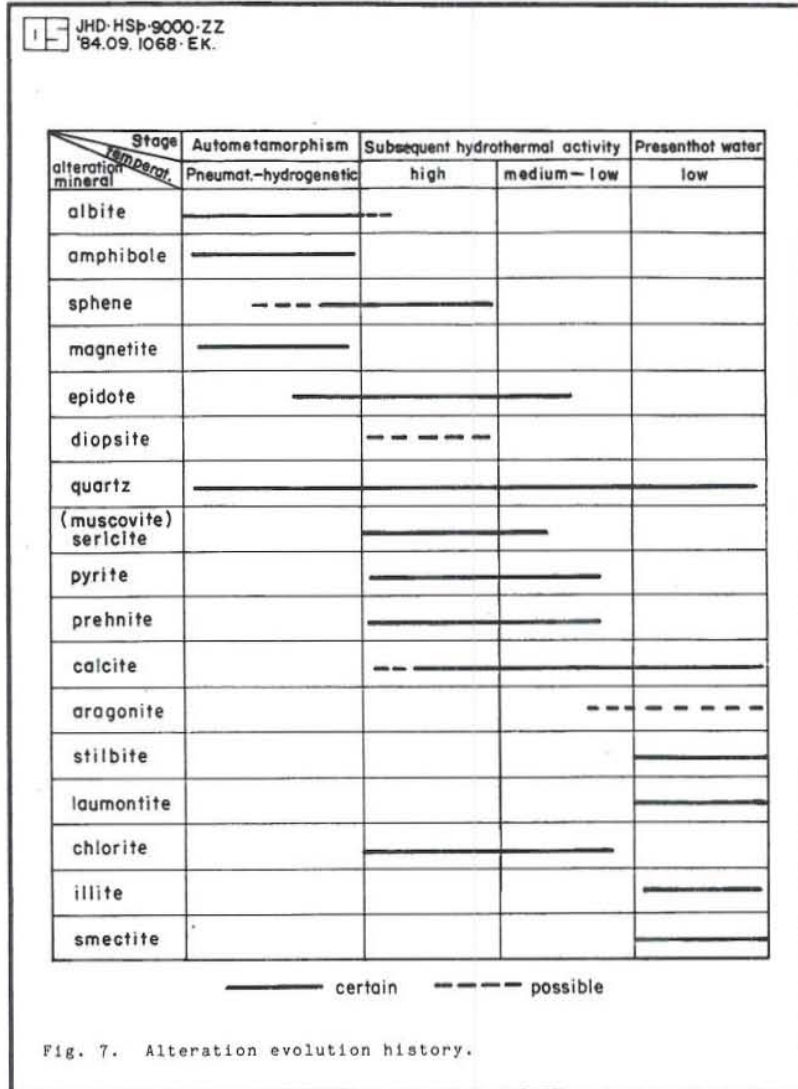 JHD·HSÞ·9000·ZZ
'84.09.1068·EK.
Stage
Temperat.
alteration
mineral
Autometamorphism
Subsequent hydrothermal activity
Presenthot water
Pneumat.-hydrogenetic
high
medium-low
low
albite
amphibole
sphene
magnetite
epidote
diopsite
quartz
(muscovite)
sericite
pyrite
prehnite
calcite
aragonite
stilbite
laumontite
chlorite
illite
smectite
certain
possible
Fig. 7. Alteration evolution history.